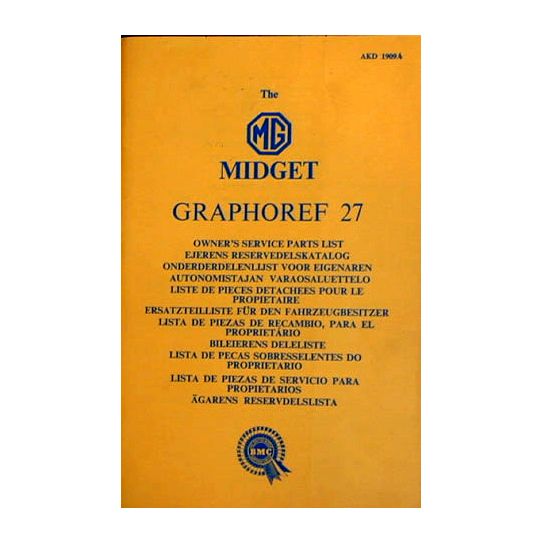 AKD 1909A
The
MG
MIDGET
GRAPHOREF 27
OWNER'S SERVICE PARTS LIST
EJERENS RESERVEDELSKATALOG
ONDERDERDELENLIJST VOOR EIGENAREN
AUTONOMISTAJAN VARAOSALUETTELO
LISTE DE PIECES DETACHEES POUR LE
PROPIETAIRE
ERSATZTEILLISTE FÜR DEN FAHRZEUGBESITZER
LISTA DE PIEZAS DE RECAMBIO, PARA EL
PROPRIETÁRIO
BILEIERENS DELELISTE
LISTA DE PECAS SOBRESSELENTES DO
PROPRIETARIO
LISTA DE PIEZAS DE SERVICIO PARA
PROPIETARIOS
ÄGARENS RESERVDELSLISTA
BMC